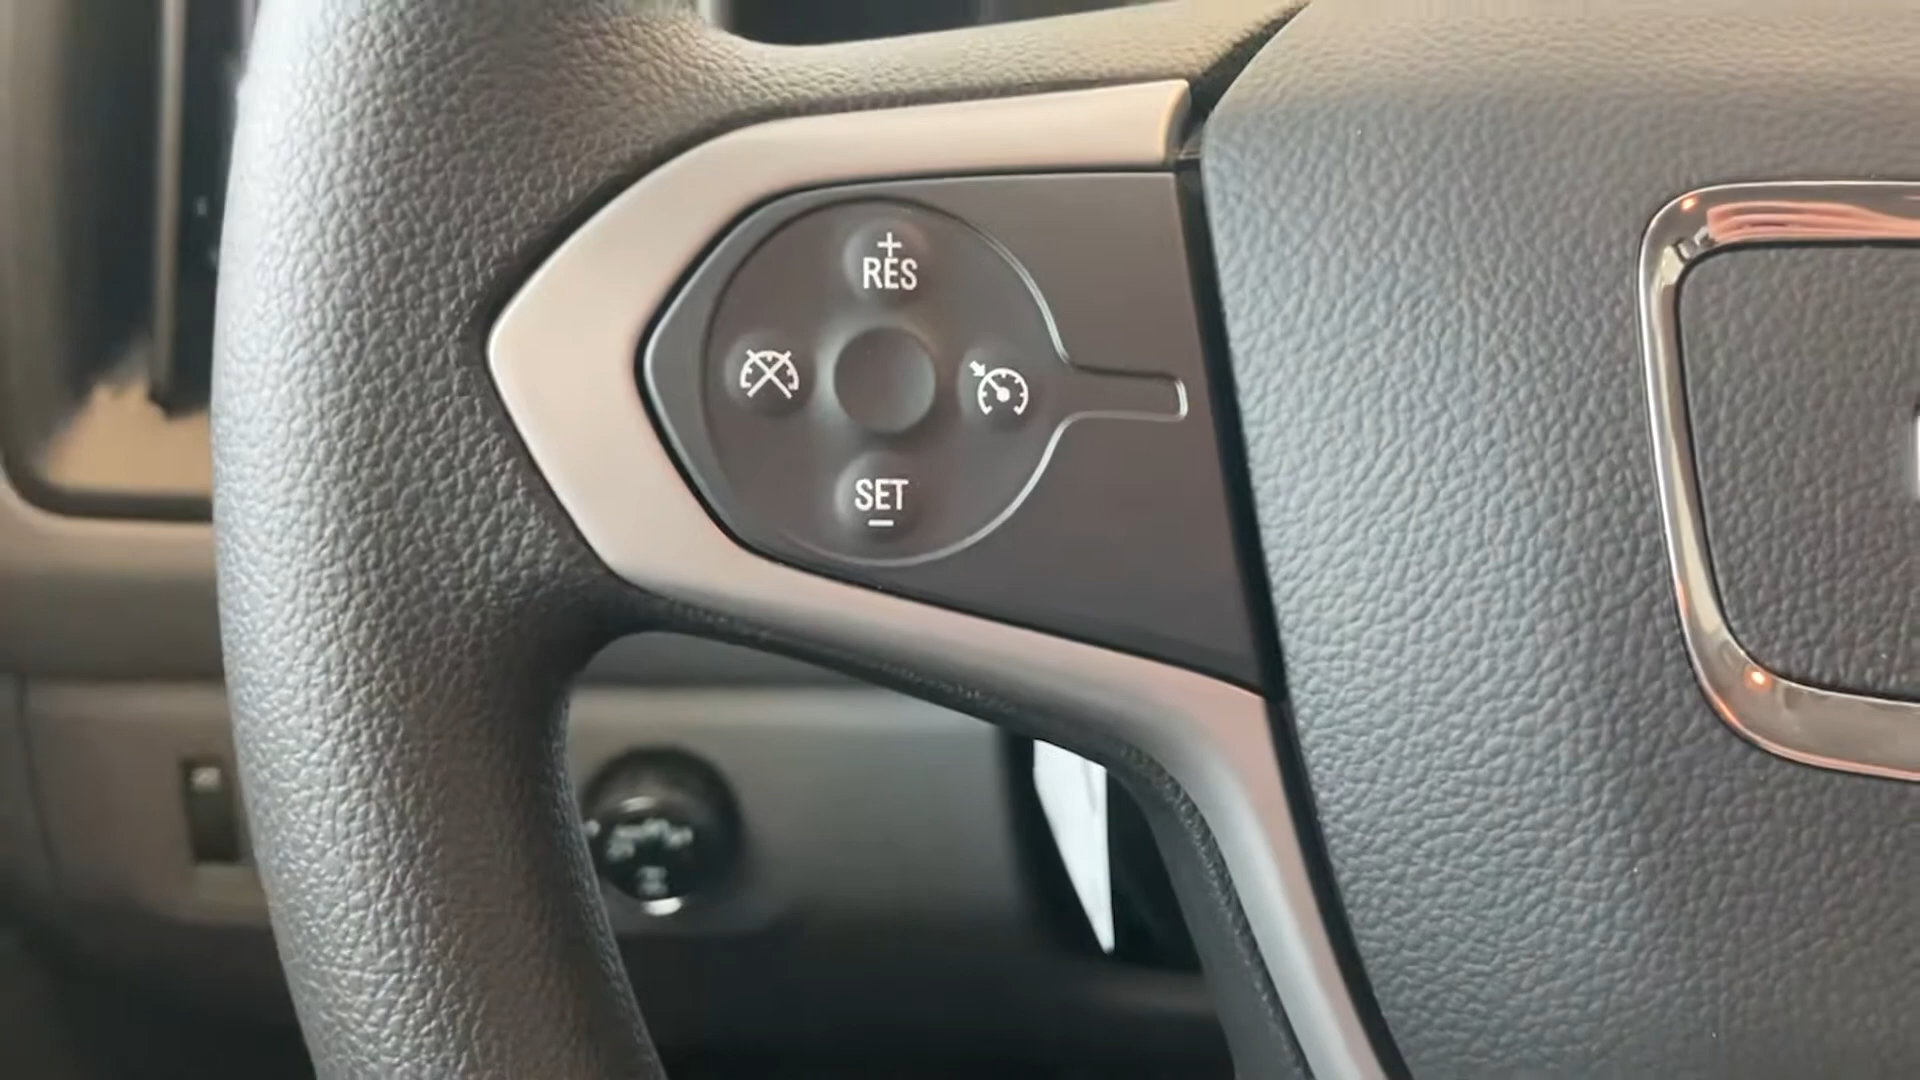 +
RES
SET
–